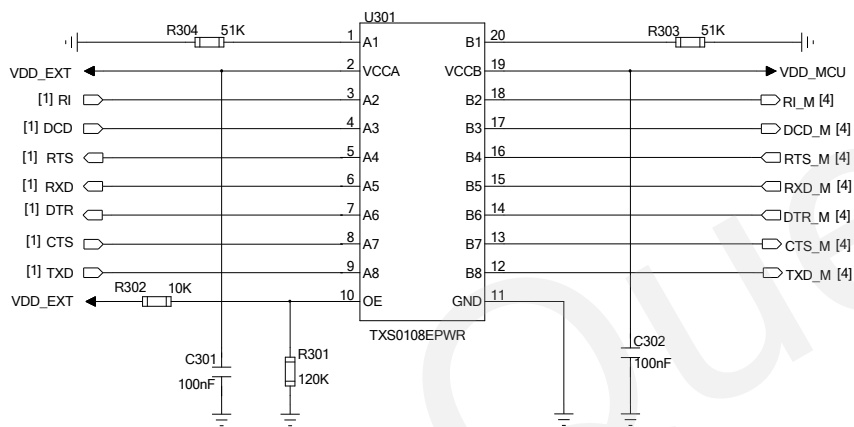 U301
R304 51K
1 A1
B1 20
R303 51K
VDD_EXT
2 VCCA
VCCB 19
VDD_MCU
[1] RI
3 A2
B2 18
RI_M [4]
[1] DCD
4 A3
B3 17
DCD_M [4]
[1] RTS
5 A4
B4 16
RTS_M [4]
[1] RXD
6 A5
B5 15
RXD_M [4]
[1] DTR
7 A6
B6 14
DTR_M [4]
[1] CTS
8 A7
B7 13
CTS_M [4]
[1] TXD
9 A8
B8 12
TXD_M [4]
VDD_EXT
R302 10K
10 OE
GND 11
TXS0108EPWR
C301
100nF
R301
120K
C302
100nF
Que